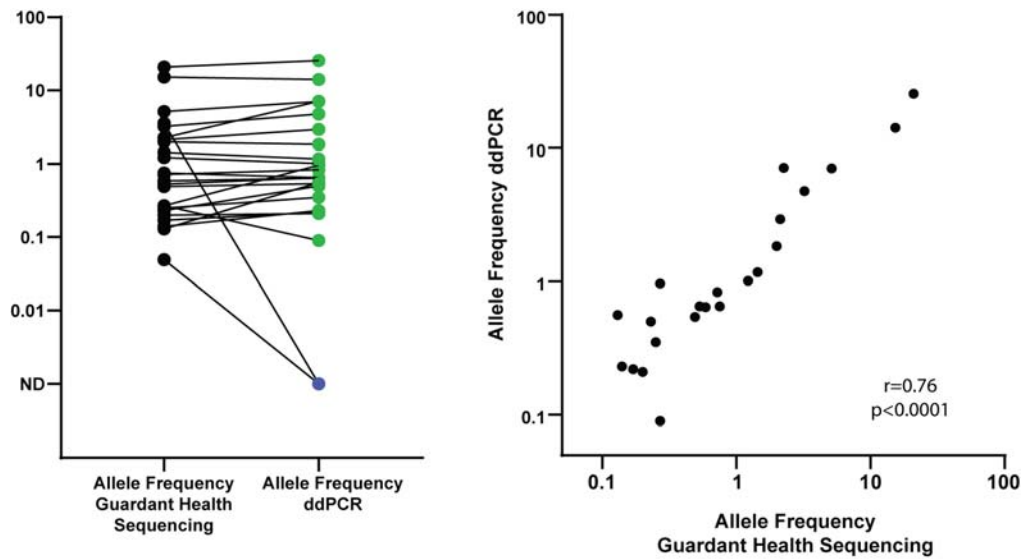 100
10
1
0.1
0.01
ND
Allele Frequency
Guardant Health
Sequencing
Allele Frequency
ddPCR
Allele Frequency ddPCR
100
10
1
0.1
r=0.76
p<0.0001
0.1
1
10
100
Allele Frequency
Guardant Health Sequencing